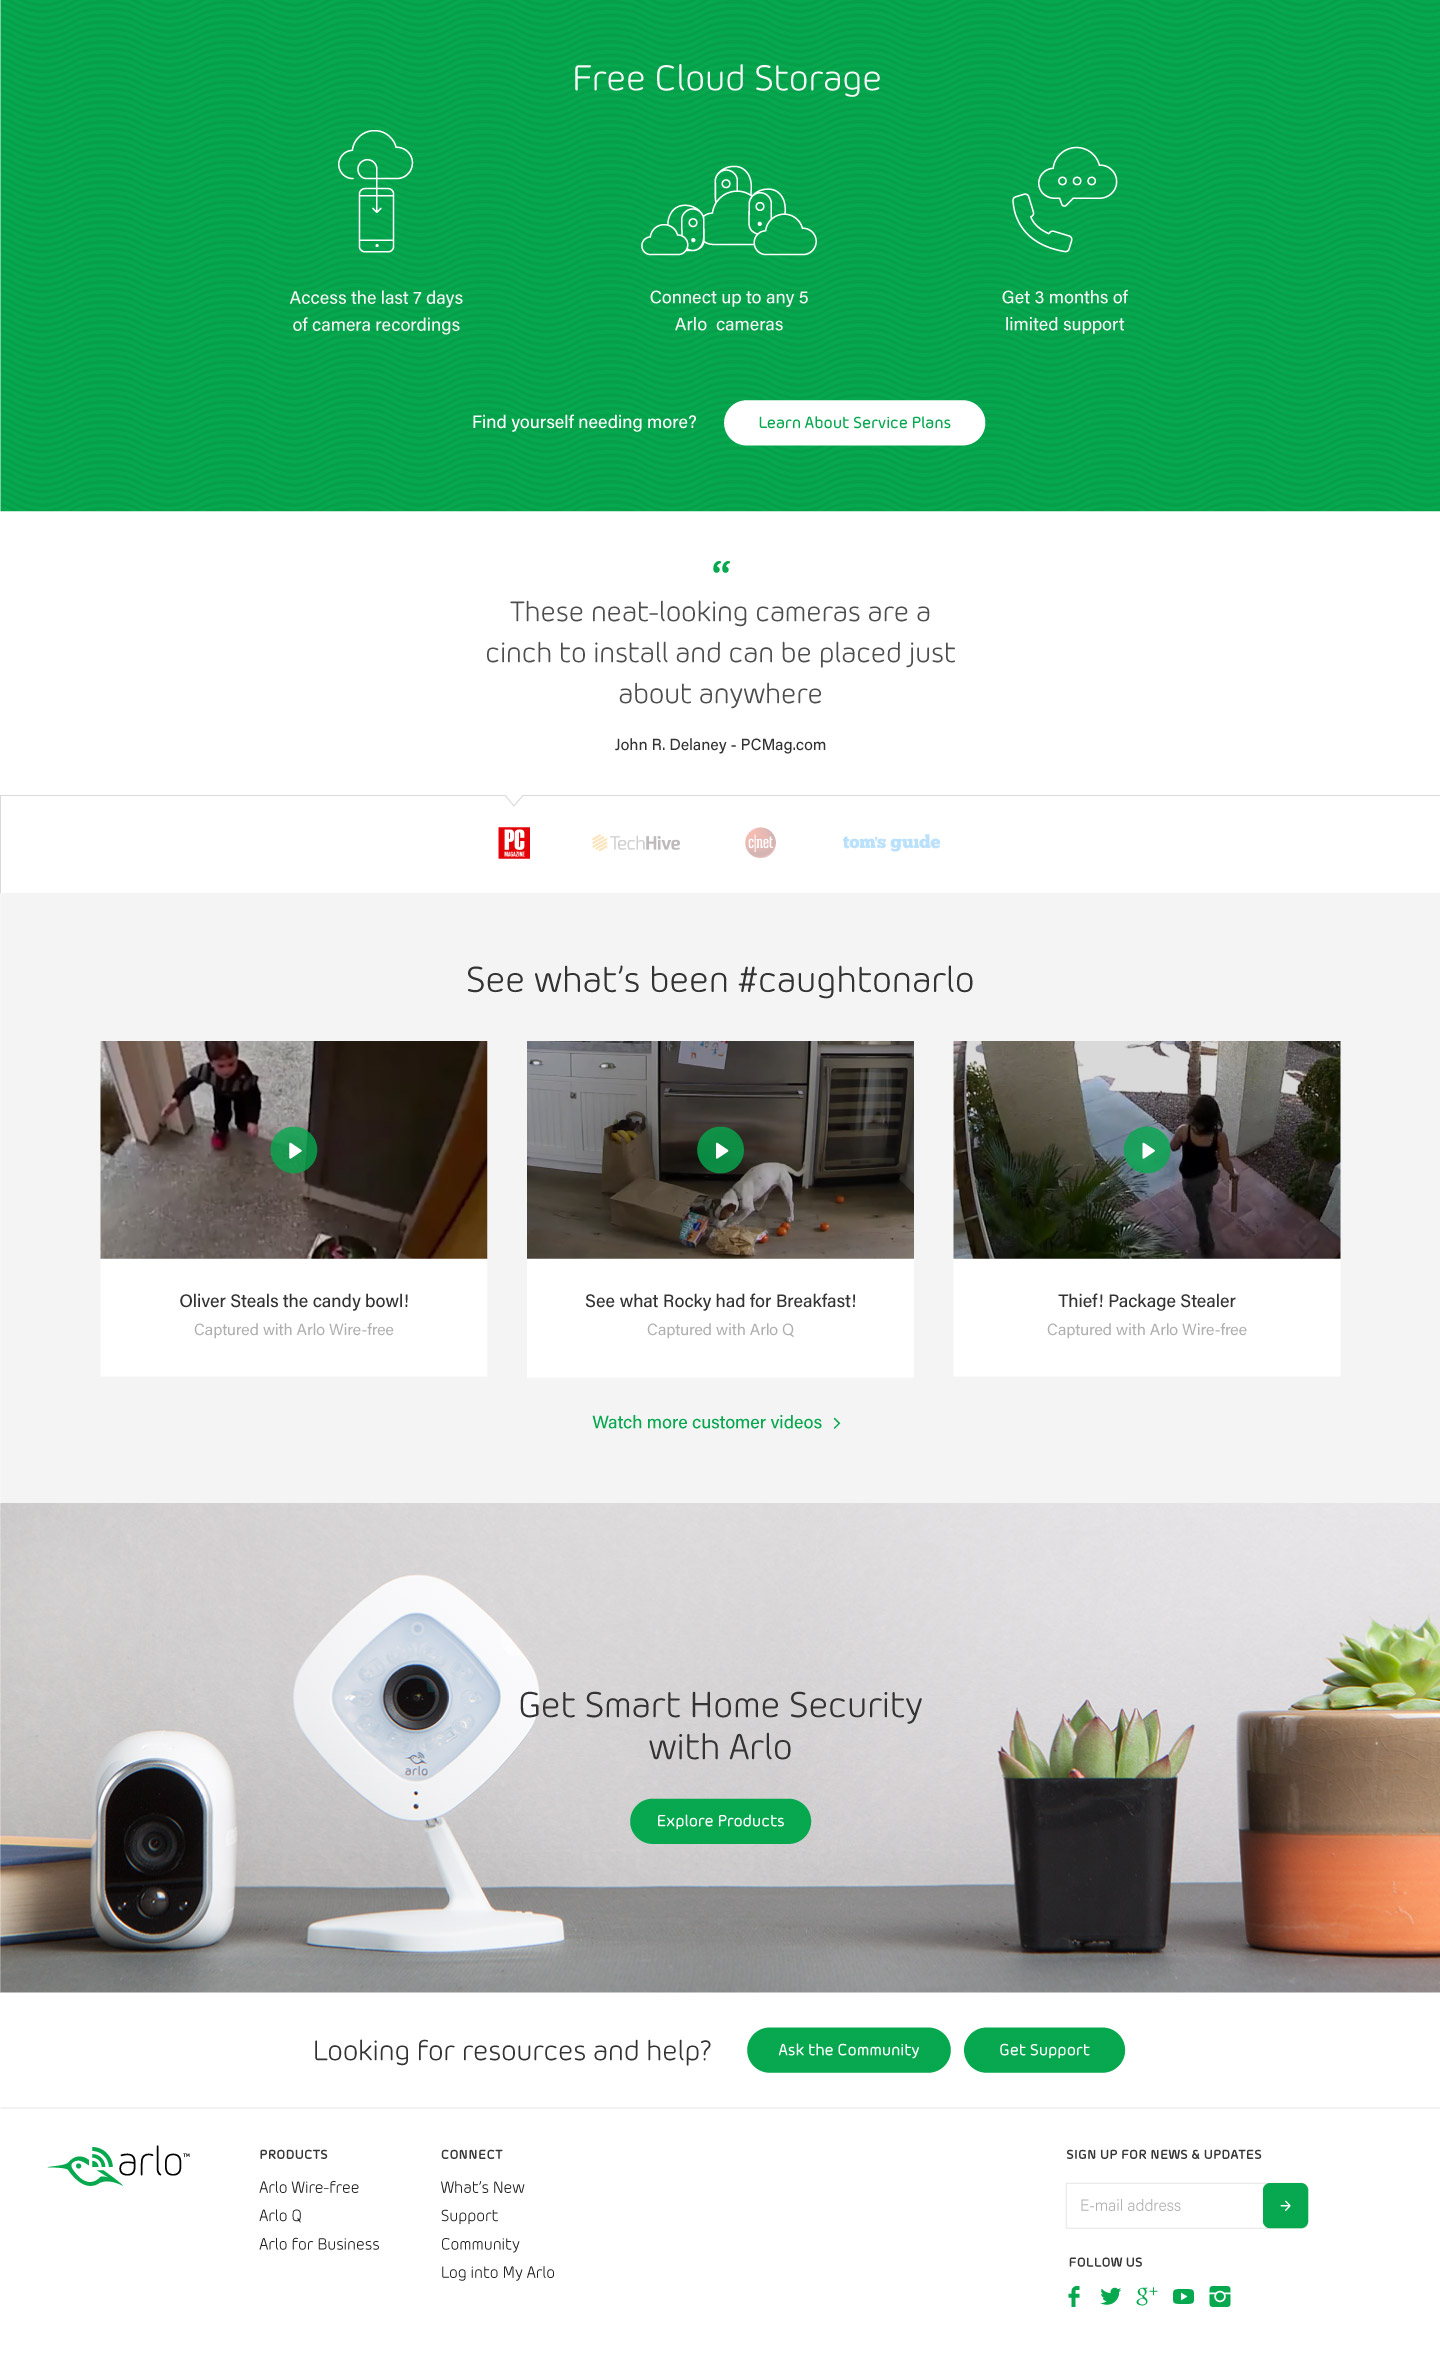 Free Cloud Storage
Access the last 7 days
of camera recordings
Connect up to any 5
Arlo  cameras
Get 3 months of
limited support
Find yourself needing more?
Learn About Service Plans
“
These neat-looking cameras are a
cinch to install and can be placed just
about anywhere
John R. Delaney - PCMag.com
PC
MAGAZINE
TechHive
c|net
tom's guide
See what’s been #caughtonarlo
Oliver Steals the candy bowl!
Captured with Arlo Wire-free
See what Rocky had for Breakfast!
Captured with Arlo Q
Thief! Package Stealer
Captured with Arlo Wire-free
Watch more customer videos
arlo
Get Smart Home Security
with Arlo
Explore Products
Looking for resources and help?
Ask the Community
Get Support
arlo™
PRODUCTS
Arlo Wire-free
Arlo Q
Arlo for Business
CONNECT
What’s New
Support
Community
Log into My Arlo
SIGN UP FOR NEWS & UPDATES
E-mail address
FOLLOW US
g+